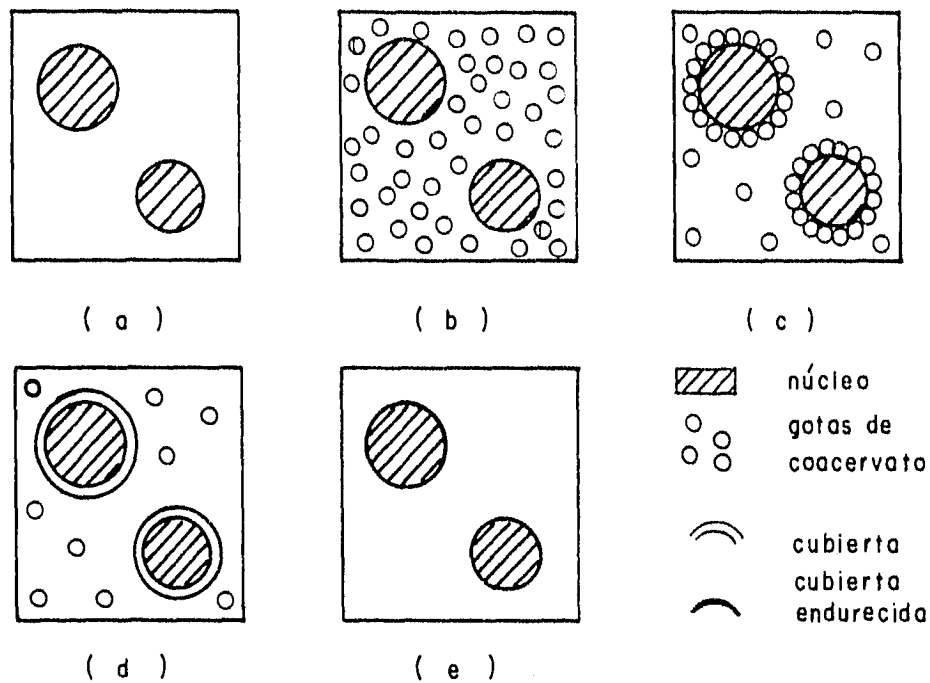 ( a )
( b )
( c )
núcleo
gotas de
coacervato
cubierta
cubierta
endurecida
( d )
( e )